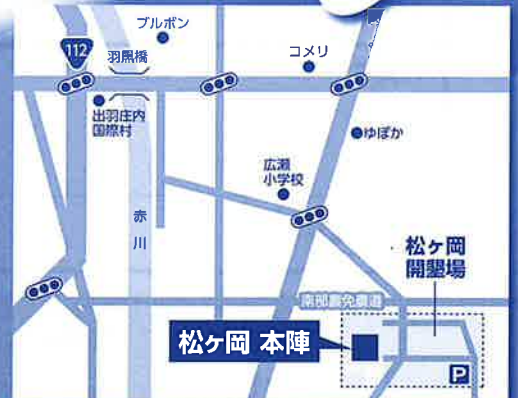 ブルボン
112
羽黒橋
コメリ
出羽庄内
国際村
ゆぽか
広瀬
小学校
赤
川
松ヶ岡
開墾場
南部農免農道
松ヶ岡 本陣
P